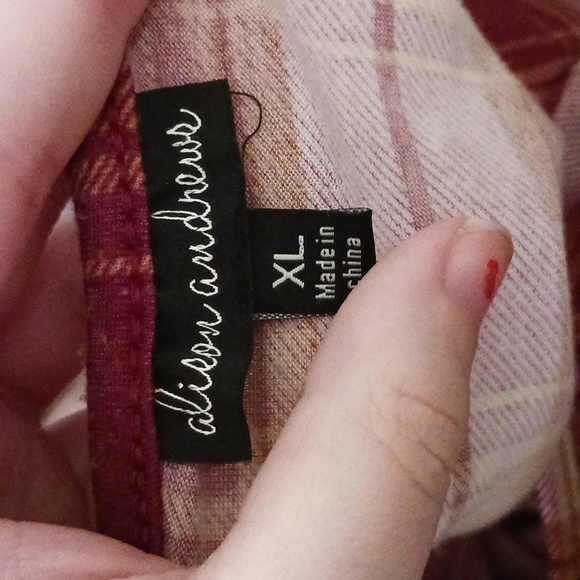 alison andrews
XL
Made in
china